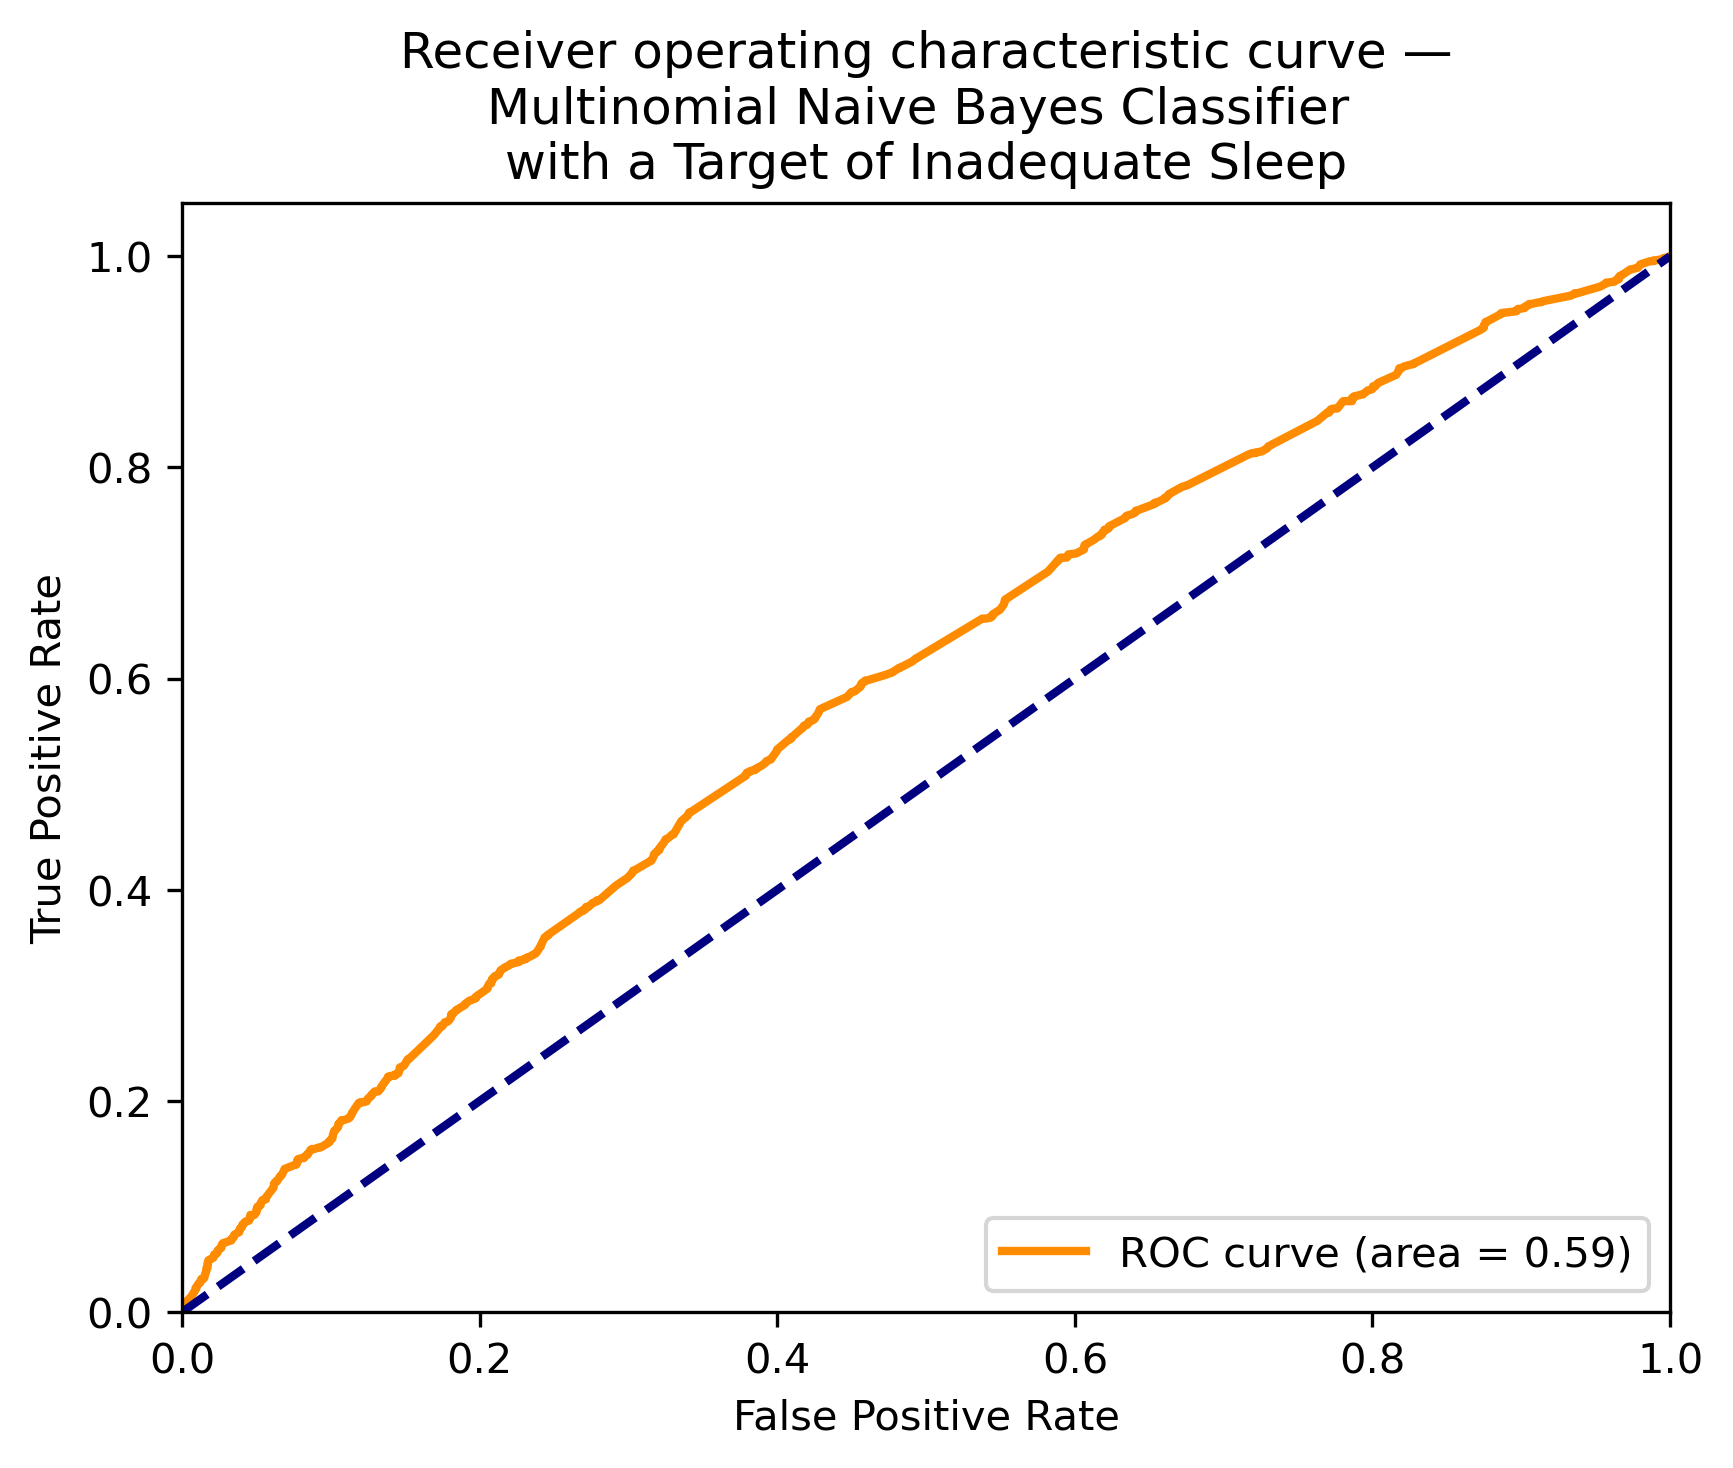 Receiver operating characteristic curve —
Multinomial Naive Bayes Classifier
with a Target of Inadequate Sleep
1.0
0.8
0.6
0.4
0.2
0.0
True Positive Rate
ROC curve (area = 0.59)
0.0 0.2 0.4 0.6 0.8 1.0
False Positive Rate